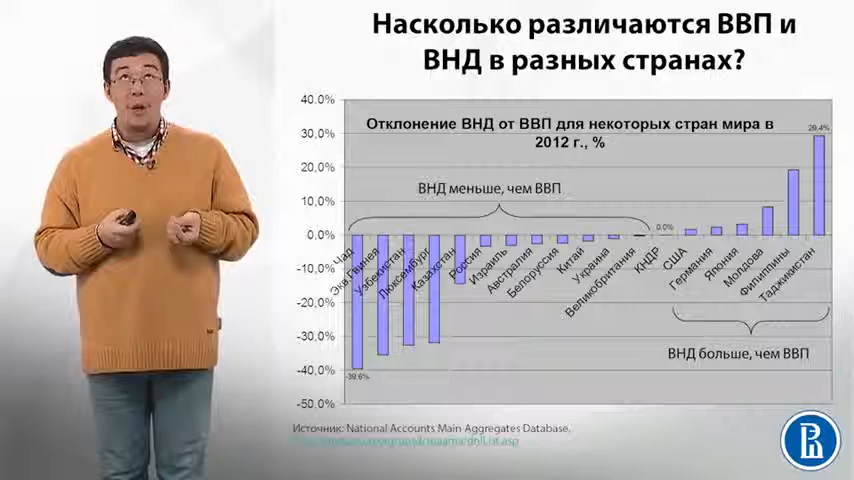 Насколько различаются ВВП и
ВНД в разных странах?
40.0%
30.0%
20.0%
10.0%
0.0%
-10.0%
-20.0%
-30.0%
-40.0%
-50.0%
Отклонение ВНД от ВВП для некоторых стран мира в
2012 г., %
29.4%
ВНД меньше, чем ВВП
0.0%
Чад
Экв.Гвинея
Узбекистан
Люксембург
Казахстан
Россия
Израиль
Австралия
Белоруссия
Китай
Украина
Великобритания
КНДР
США
Германия
Япония
Молдова
Филиппины
Таджикистан
ВНД больше, чем ВВП
-39.6%
Источник: National Accounts Main Aggregates Database.